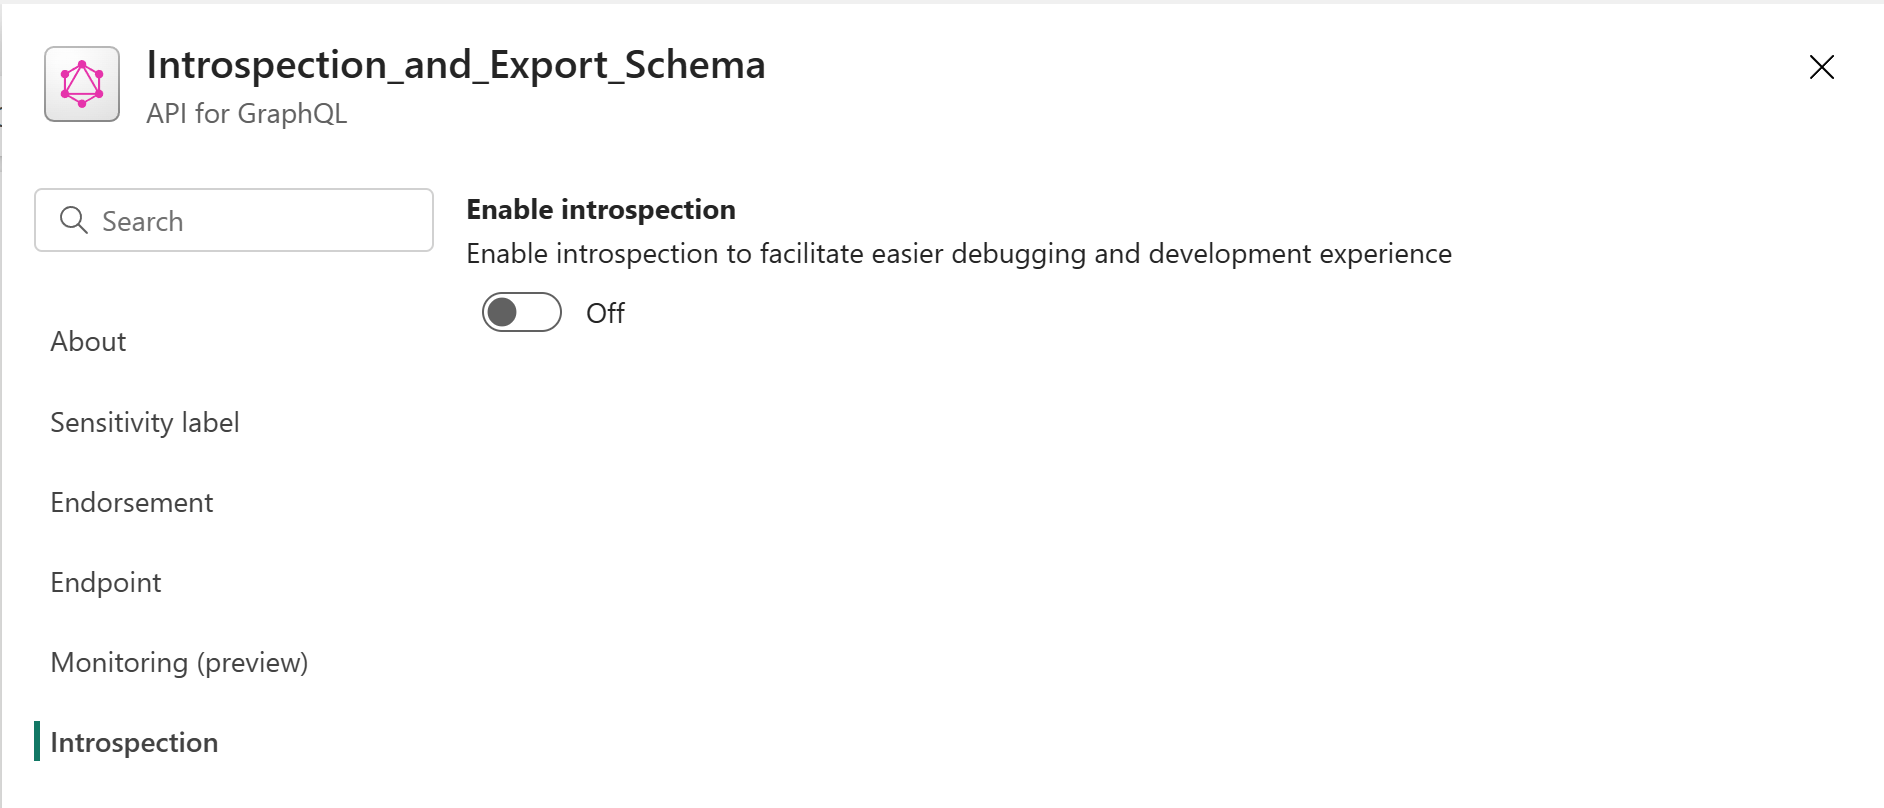 Introspection_and_Export_Schema
API for GraphQL
Search
Enable introspection
Enable introspection to facilitate easier debugging and development experience
Off
About
Sensitivity label
Endorsement
Endpoint
Monitoring (preview)
Introspection